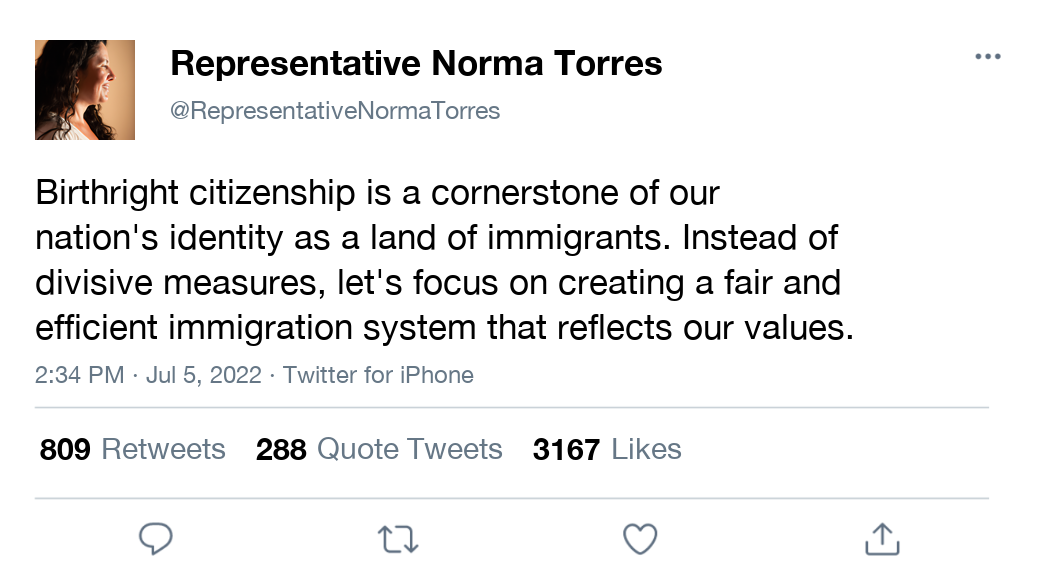 Representative Norma Torres
@RepresentativeNormaTorres
Birthright citizenship is a cornerstone of our
nation's identity as a land of immigrants. Instead of
divisive measures, let's focus on creating a fair and
efficient immigration system that reflects our values.
2:34 PM · Jul 5, 2022 · Twitter for iPhone
809 Retweets 288 Quote Tweets 3167 Likes